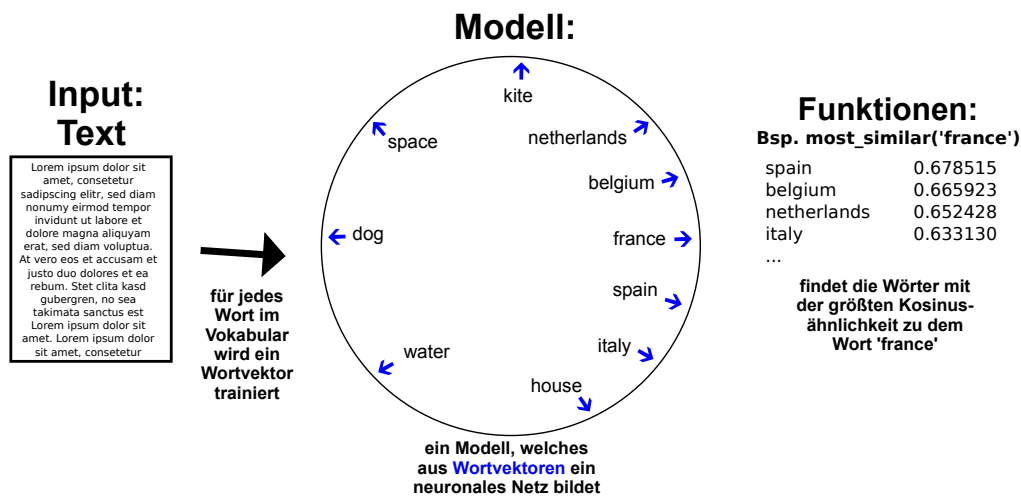 Input:
Text
Lorem ipsum dolor sit
amet, consetetur
sadipscing elitr, sed diam
nonumy eirmod tempor
invidunt ut labore et
dolore magna aliquyam
erat, sed diam voluptua.
At vero eos et accusam et
justo duo dolores et ea
rebum. Stet clita kasd
gubergren, no sea
takimata sanctus est
Lorem ipsum dolor sit
amet. Lorem ipsum dolor
sit amet, consetetur
für jedes
Wort im
Vokabular
wird ein
Wortvektor
trainiert
Modell:
kite
space
netherlands
belgium
dog
france
spain
water
italy
house
ein Modell, welches
aus Wortvektoren ein
neuronales Netz bildet
Funktionen:
Bsp. most_similar('france')
spain 0.678515
belgium 0.665923
netherlands 0.652428
italy 0.633130
...
findet die Wörter mit
der größten Kosinus-
ähnlichkeit zu dem
Wort 'france'